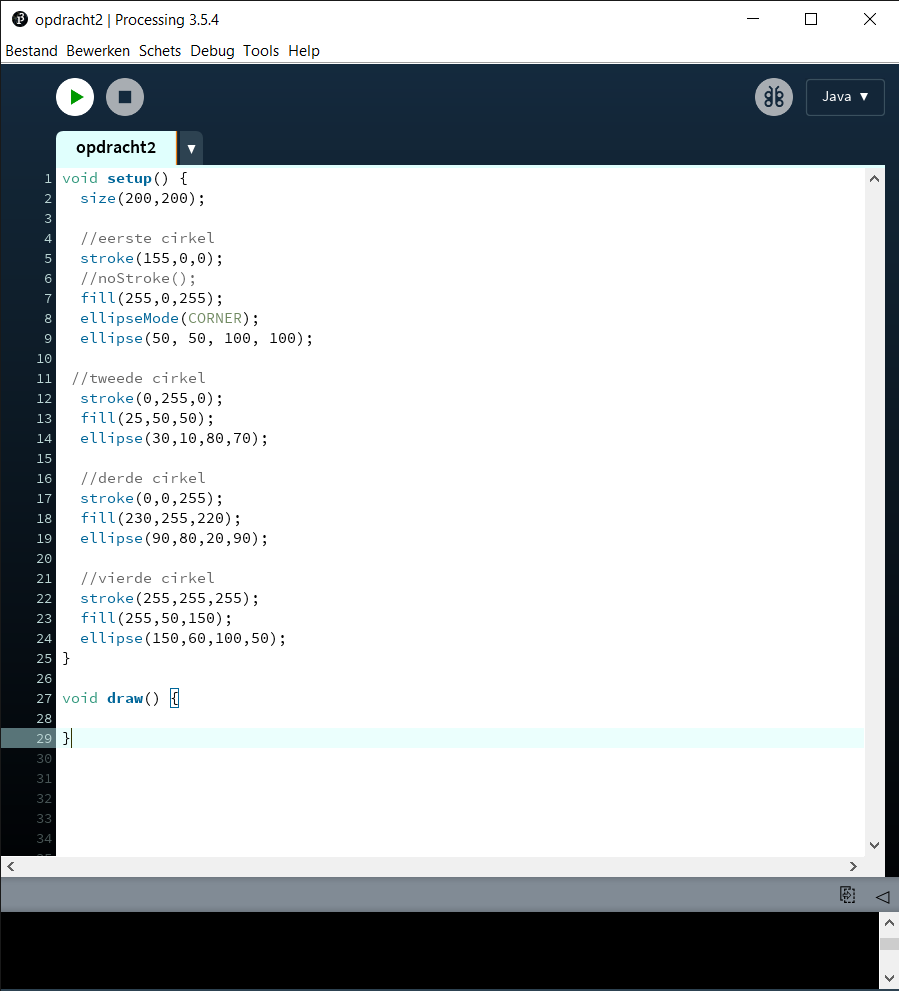 opdracht2 | Processing 3.5.4
Bestand Bewerken Schets Debug Tools Help
Java ▼
opdracht2 ▼
1 void setup() {
2   size(200,200);
3
4   //eerste cirkel
5   stroke(155,0,0);
6   //noStroke();
7   fill(255,0,255);
8   ellipseMode(CORNER);
9   ellipse(50, 50, 100, 100);
10
11  //tweede cirkel
12   stroke(0,255,0);
13   fill(25,50,50);
14   ellipse(30,10,80,70);
15
16   //derde cirkel
17   stroke(0,0,255);
18   fill(230,255,220);
19   ellipse(90,80,20,90);
20
21   //vierde cirkel
22   stroke(255,255,255);
23   fill(255,50,150);
24   ellipse(150,60,100,50);
25 }
26
27 void draw() {
28
29 }
30
31
32
33
34